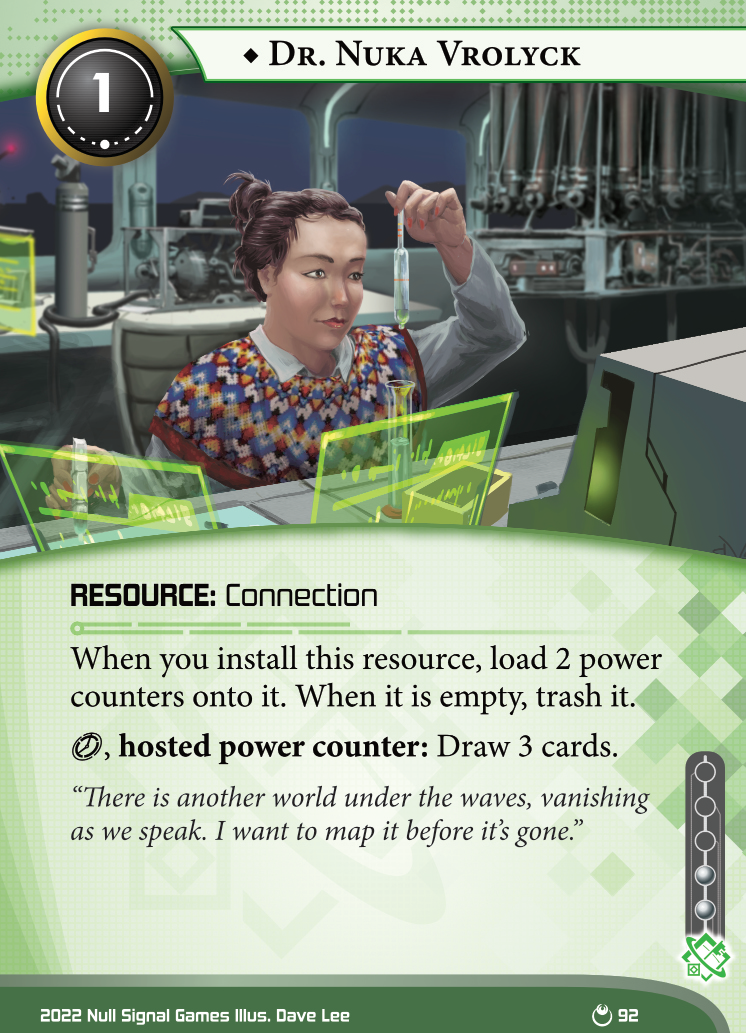 1
◆ Dr. Nuka Vrolyck
RESOURCE: Connection
When you install this resource, load 2 power
counters onto it. When it is empty, trash it.
, hosted power counter: Draw 3 cards.
“There is another world under the waves, vanishing
as we speak. I want to map it before it’s gone.”
2022 Null Signal Games Illus. Dave Lee
92